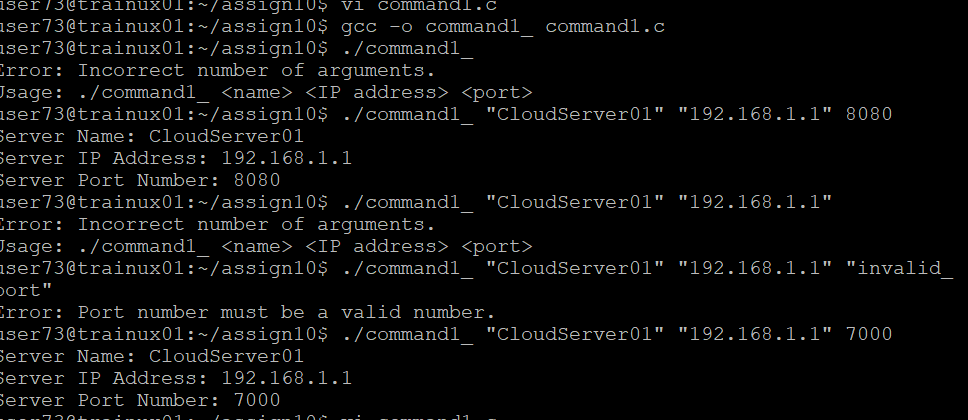 user73@trainux01:~/assign10$ vi command1.c
user73@trainux01:~/assign10$ gcc -o command1_ command1.c
user73@trainux01:~/assign10$ ./command1_
Error: Incorrect number of arguments.
Usage: ./command1_ <name> <IP address> <port>
user73@trainux01:~/assign10$ ./command1_ "CloudServer01" "192.168.1.1" 8080
Server Name: CloudServer01
Server IP Address: 192.168.1.1
Server Port Number: 8080
user73@trainux01:~/assign10$ ./command1_ "CloudServer01" "192.168.1.1"
Error: Incorrect number of arguments.
Usage: ./command1_ <name> <IP address> <port>
user73@trainux01:~/assign10$ ./command1_ "CloudServer01" "192.168.1.1" "invalid_
port"
Error: Port number must be a valid number.
user73@trainux01:~/assign10$ ./command1_ "CloudServer01" "192.168.1.1" 7000
Server Name: CloudServer01
Server IP Address: 192.168.1.1
Server Port Number: 7000
user73@trainux01:~/assign10$ vi command1.c